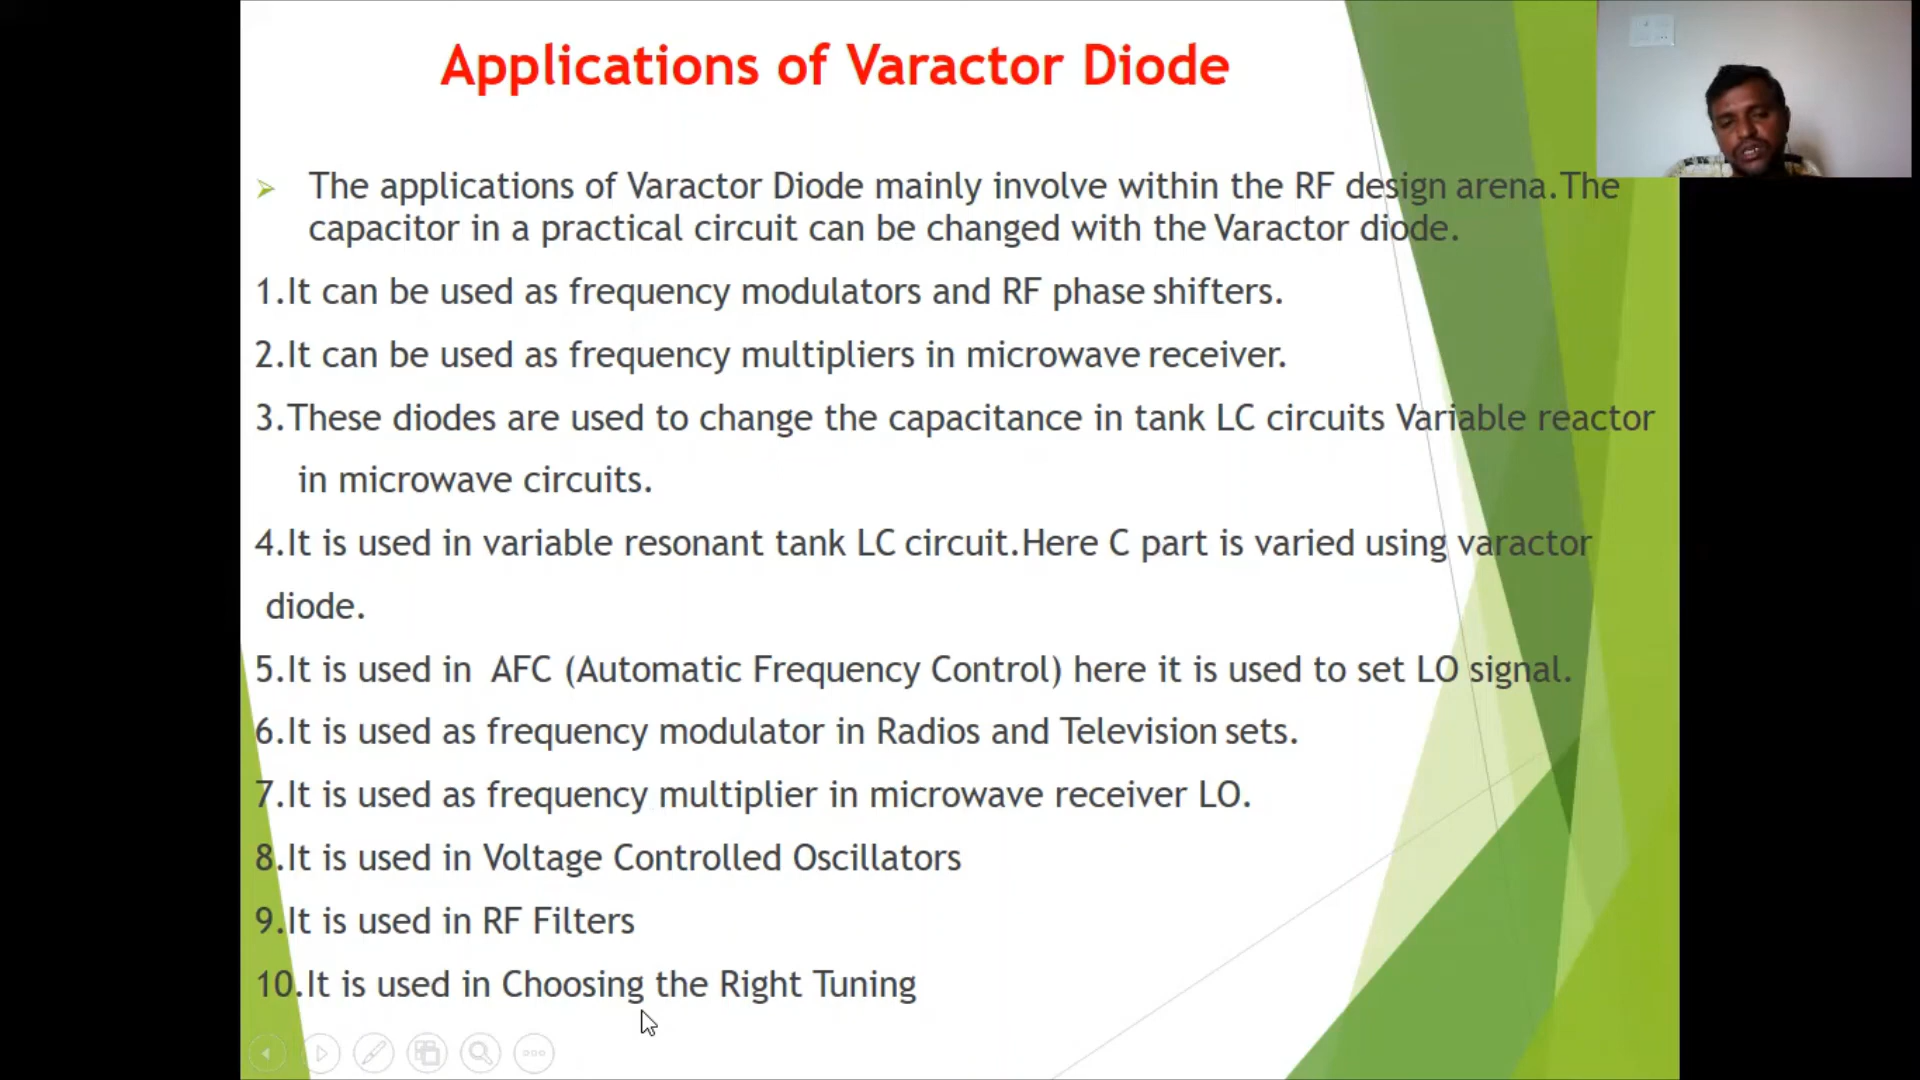 Applications of Varactor Diode
The applications of Varactor Diode mainly involve within the RF design arena.The
capacitor in a practical circuit can be changed with the Varactor diode.
1.It can be used as frequency modulators and RF phase shifters.
2.It can be used as frequency multipliers in microwave receiver.
3.These diodes are used to change the capacitance in tank LC circuits Variable reactor
in microwave circuits.
4.It is used in variable resonant tank LC circuit.Here C part is varied using varactor
diode.
5.It is used in AFC (Automatic Frequency Control) here it is used to set LO signal.
6.It is used as frequency modulator in Radios and Television sets.
7.It is used as frequency multiplier in microwave receiver LO.
8.It is used in Voltage Controlled Oscillators
9.It is used in RF Filters
10.It is used in Choosing the Right Tuning